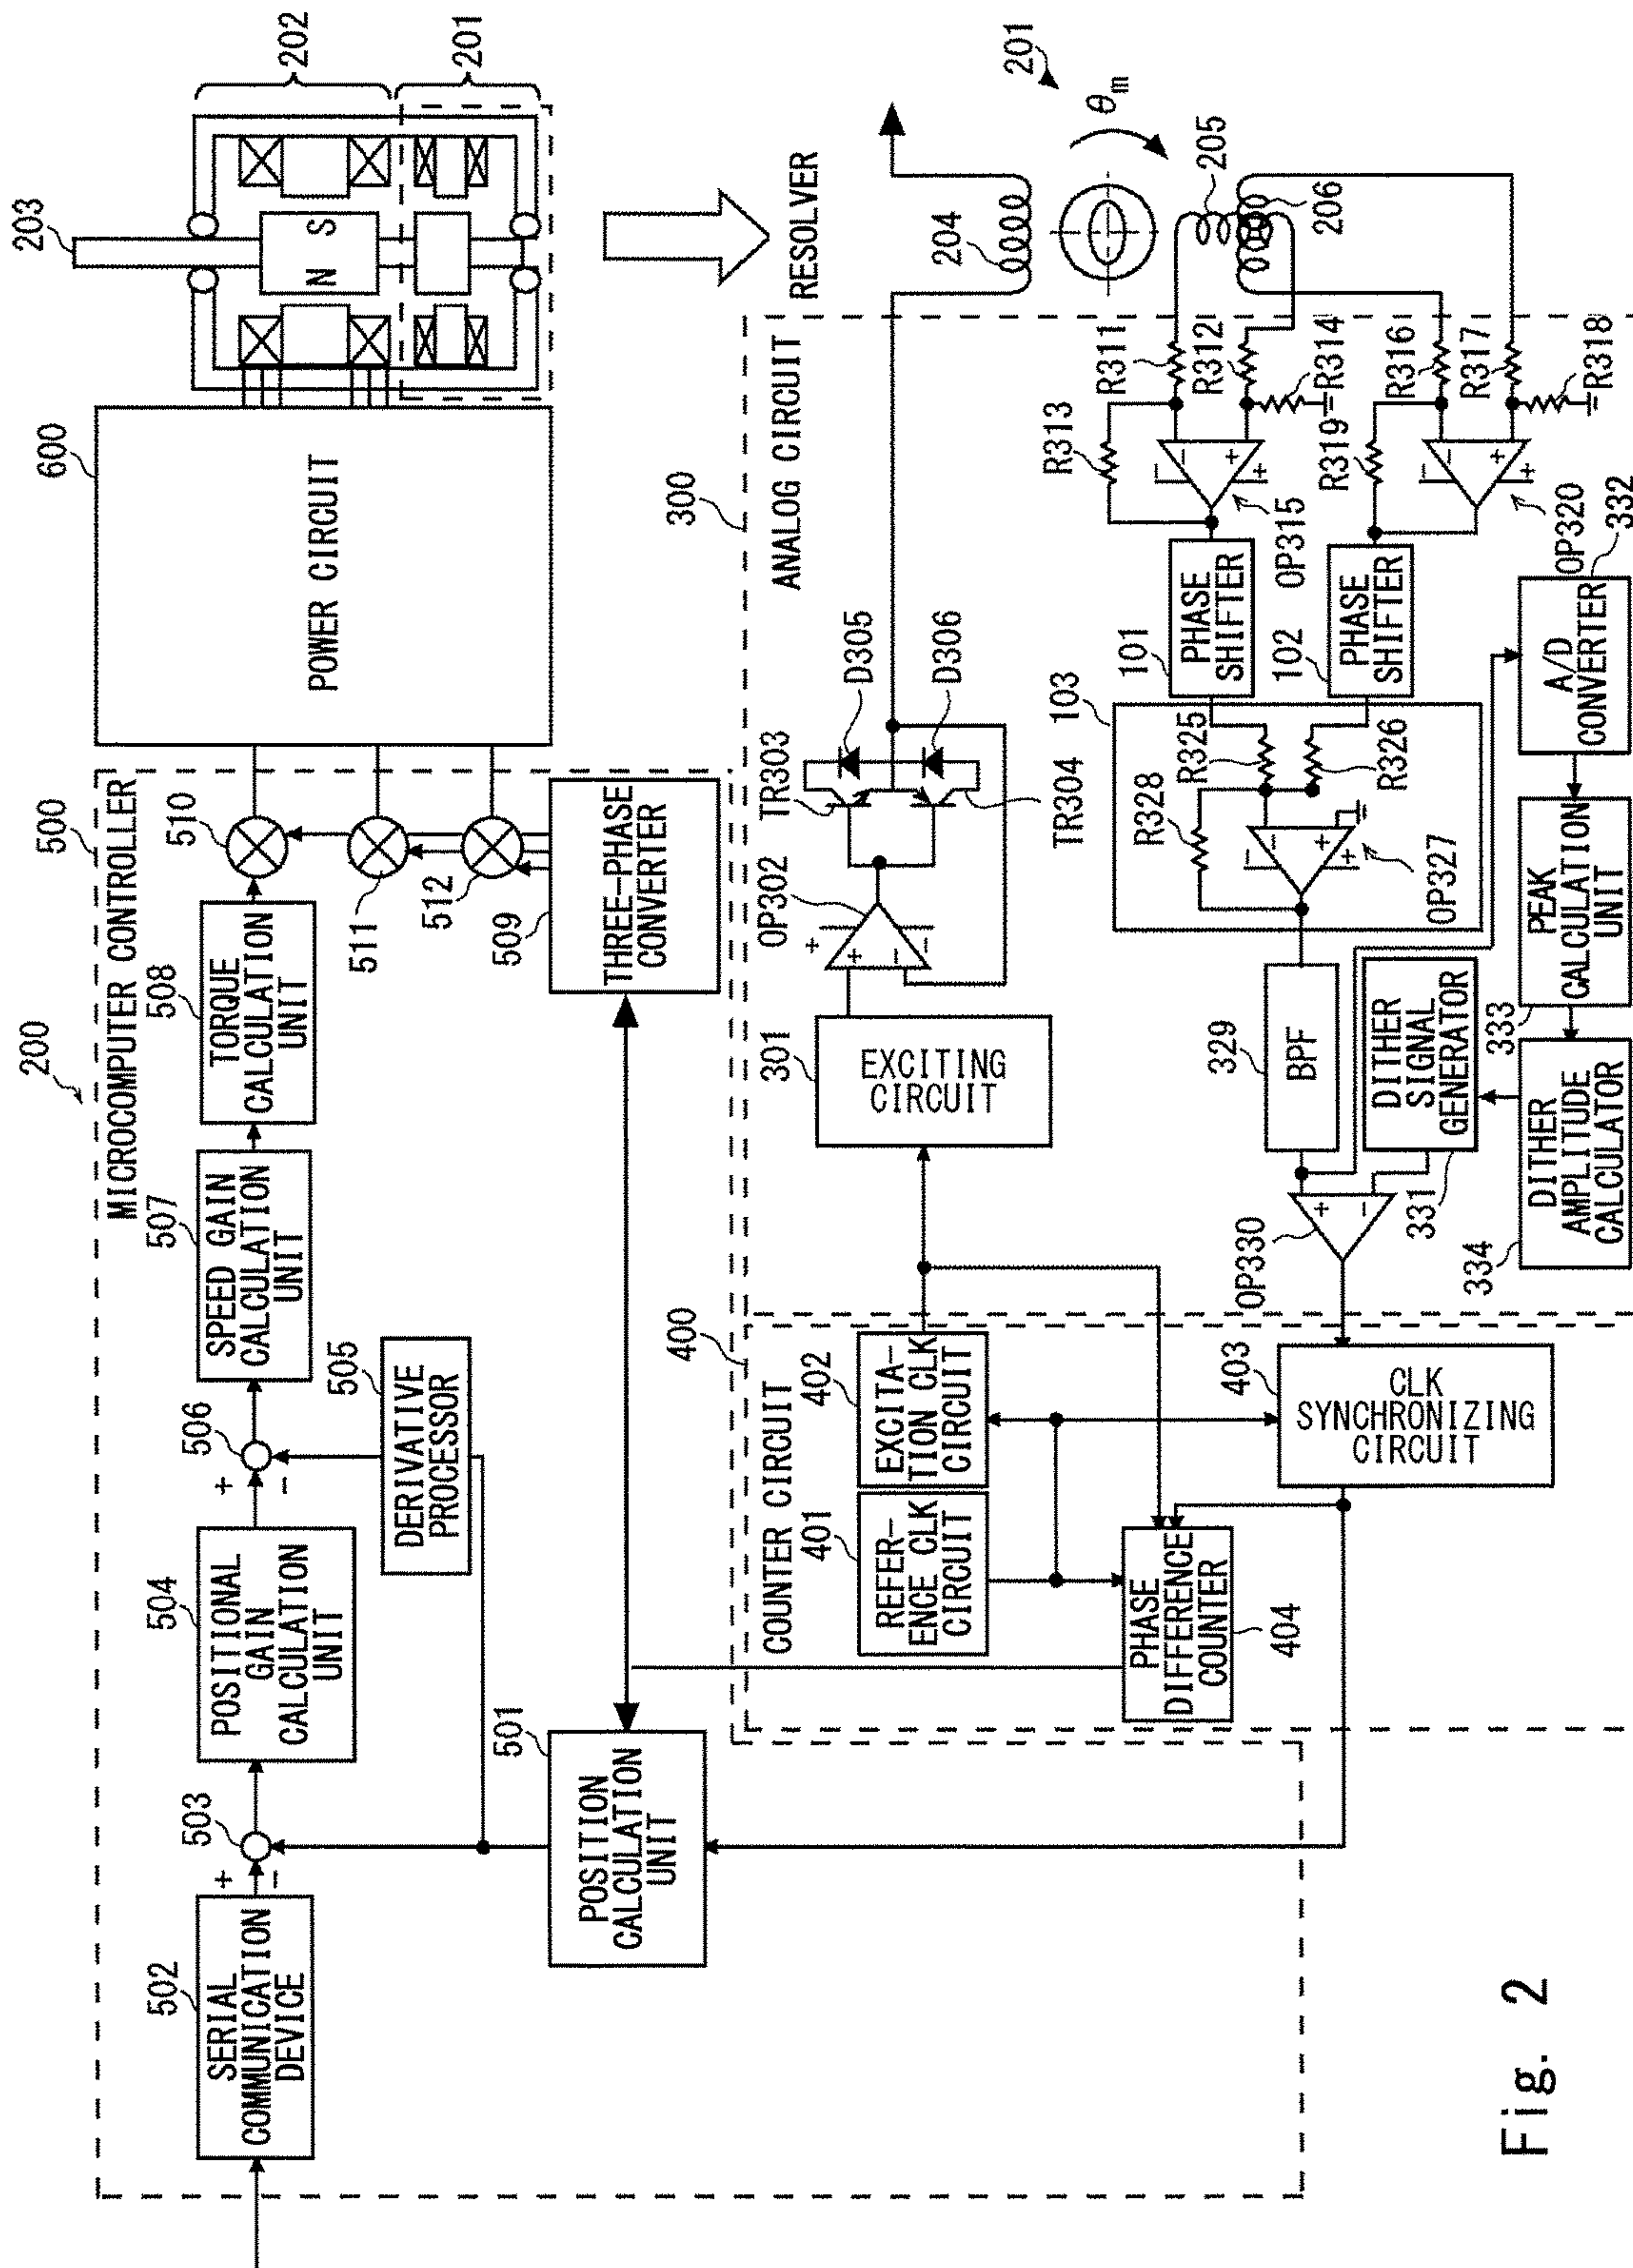 200
MICROCOMPUTER CONTROLLER
500
502
SERIAL
COMMUNICATION
DEVICE
+
−
503
504
POSITIONAL
GAIN
CALCULATION
UNIT
+
−
506
505
DERIVATIVE
PROCESSOR
507
SPEED GAIN
CALCULATION
UNIT
508
TORQUE
CALCULATION
UNIT
510
511
512
509
THREE-PHASE
CONVERTER
501
POSITION
CALCULATION
UNIT
600
POWER CIRCUIT
203
N S
202
201
RESOLVER
201
θm
204
205
206
400
COUNTER CIRCUIT
401
REFER-
ENCE CLK
CIRCUIT
402
EXCITA-
TION CLK
CIRCUIT
403
CLK
SYNCHRONIZING
CIRCUIT
PHASE
DIFFERENCE
COUNTER
404
300
ANALOG CIRCUIT
301
EXCITING
CIRCUIT
OP302
+
+
−
−
TR303
TR304
D305
D306
R311
R312
R313
R314
−
−
+
+
OP315
R316
R317
R318
R319
−
−
+
+
OP320
101
PHASE
SHIFTER
102
PHASE
SHIFTER
103
R325
R326
R328
−
−
+
+
OP327
329
BPF
+
−
OP330
DITHER
SIGNAL
GENERATOR
331
332
A/D
CONVERTER
PEAK
CALCULATION
UNIT
333
DITHER
AMPLITUDE
CALCULATOR
334
Fig. 2